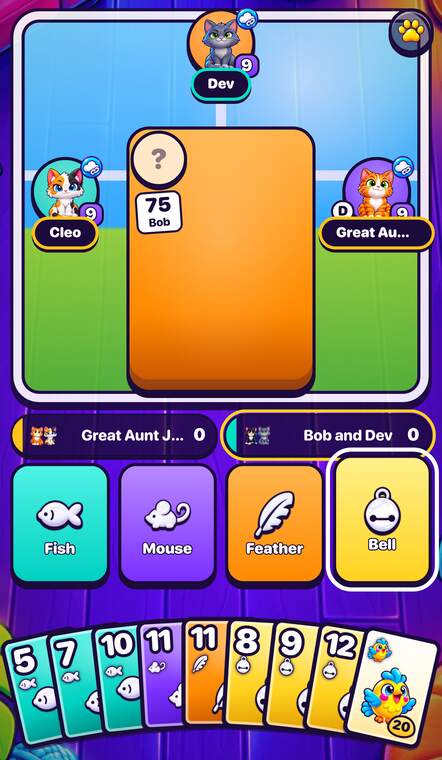 9
Dev
?
75
Bob
9
Cleo
D
9
Great Au...
Great Aunt J... 0
Bob and Dev 0
Fish
Mouse
Feather
Bell
5
7
10
11
11
8
9
12
20